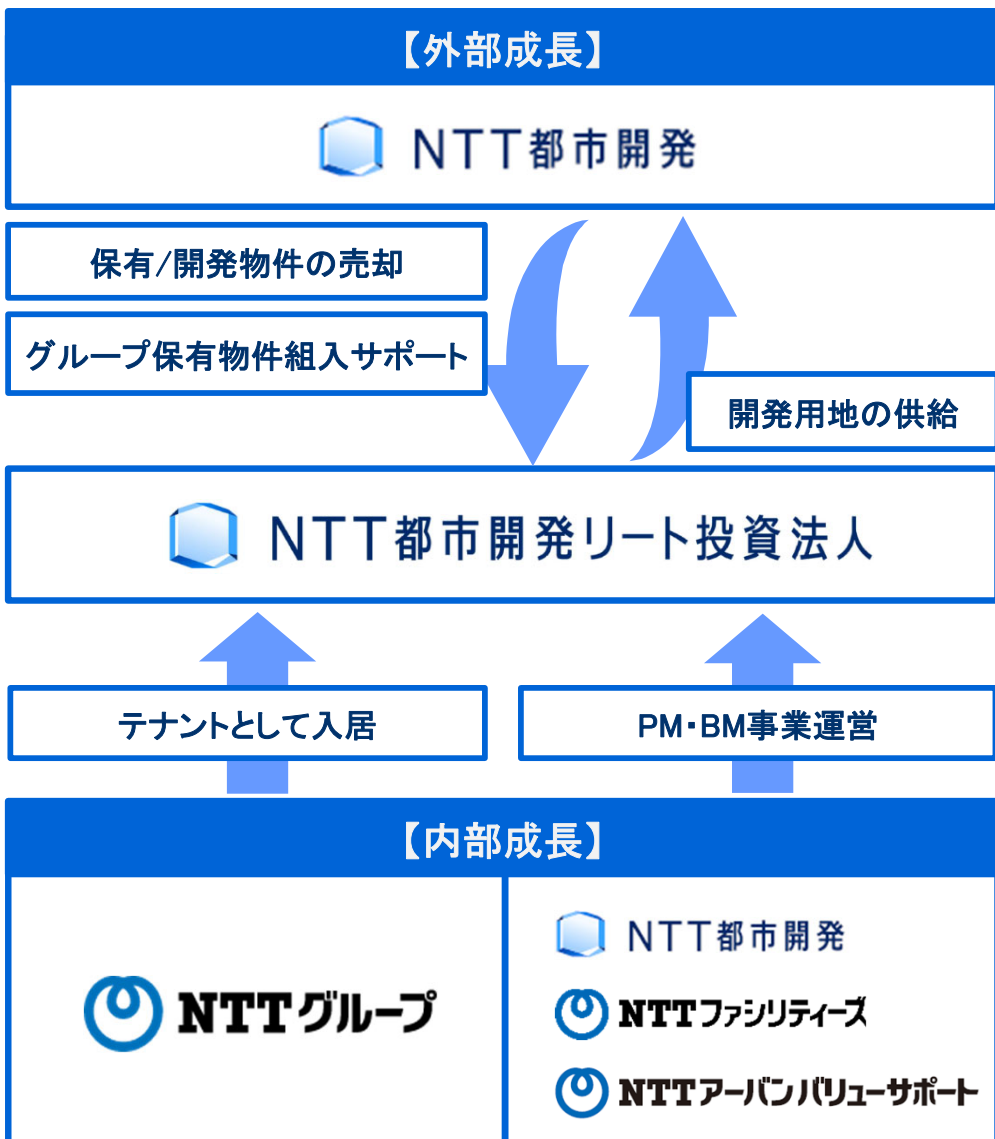 【外部成長】
NTT都市開発
保有/開発物件の売却
グループ保有物件組入サポート
開発用地の供給
NTT都市開発リート投資法人
テナントとして入居
PM・BM事業運営
【内部成長】
NTTグループ
NTT都市開発
NTTファシリティーズ
NTTアーバンバリューサポート